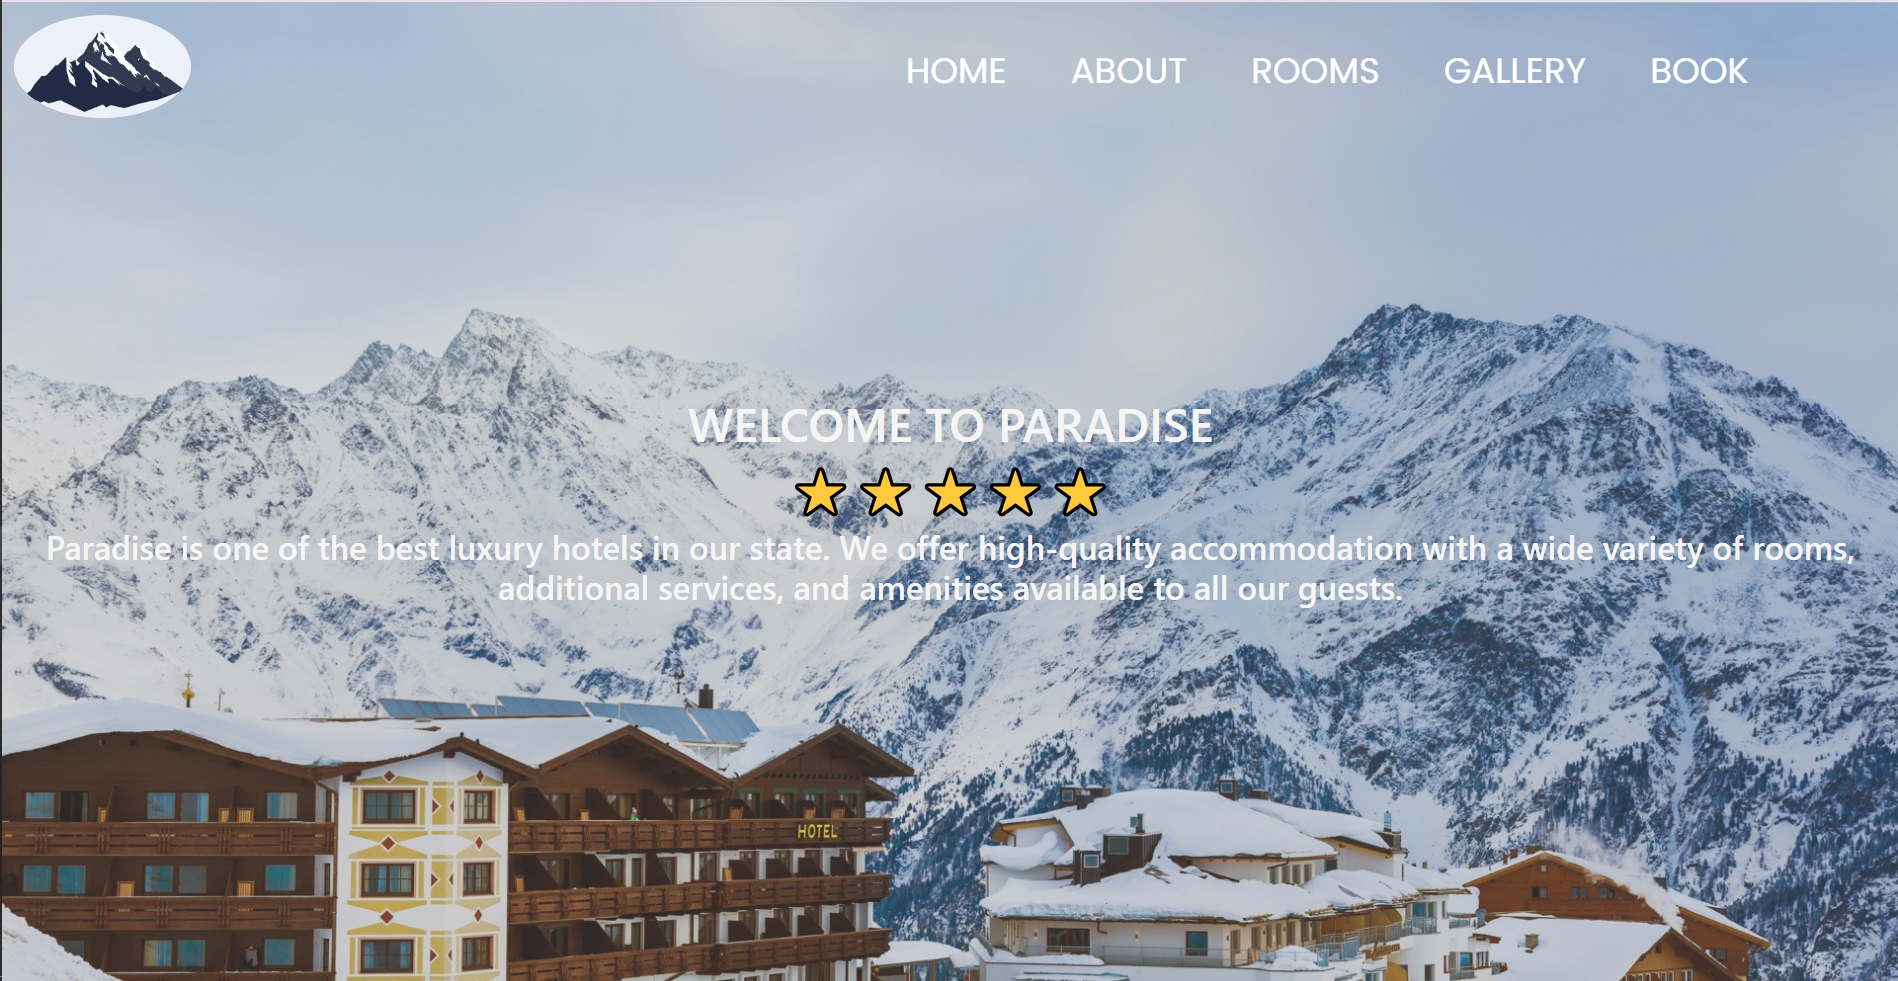 HOME ABOUT ROOMS GALLERY BOOK
WELCOME TO PARADISE
Paradise is one of the best luxury hotels in our state. We offer high-quality accommodation with a wide variety of rooms,
additional services, and amenities available to all our guests.
HOTEL